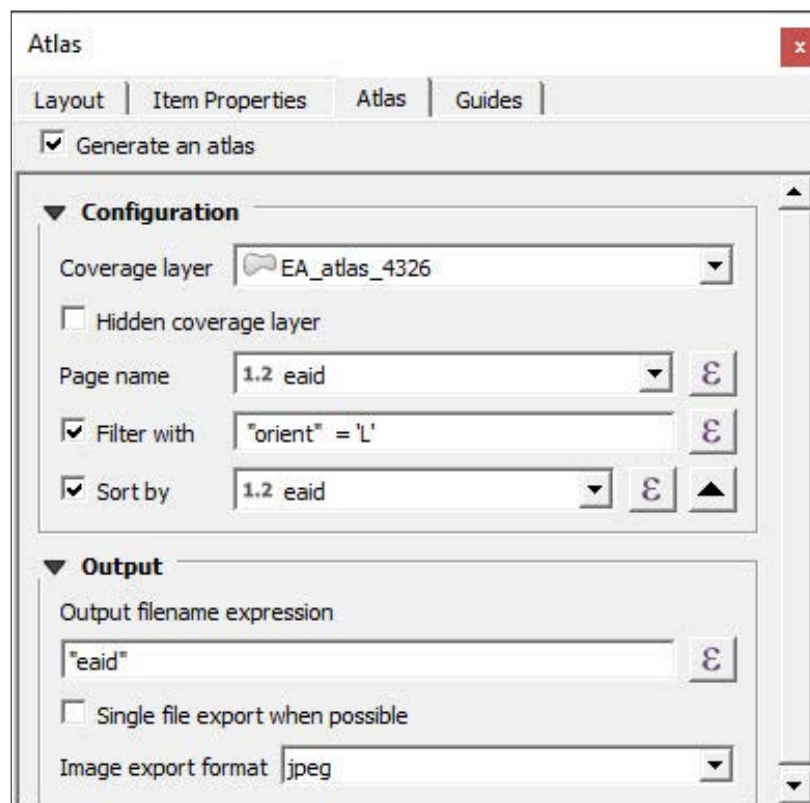 Atlas
x
Layout Item Properties Atlas Guides
Generate an atlas
Configuration
Coverage layer EA_atlas_4326
Hidden coverage layer
Page name 1.2 eaid ε
Filter with "orient" = 'L' ε
Sort by 1.2 eaid ε
Output
Output filename expression
"eaid" ε
Single file export when possible
Image export format jpeg